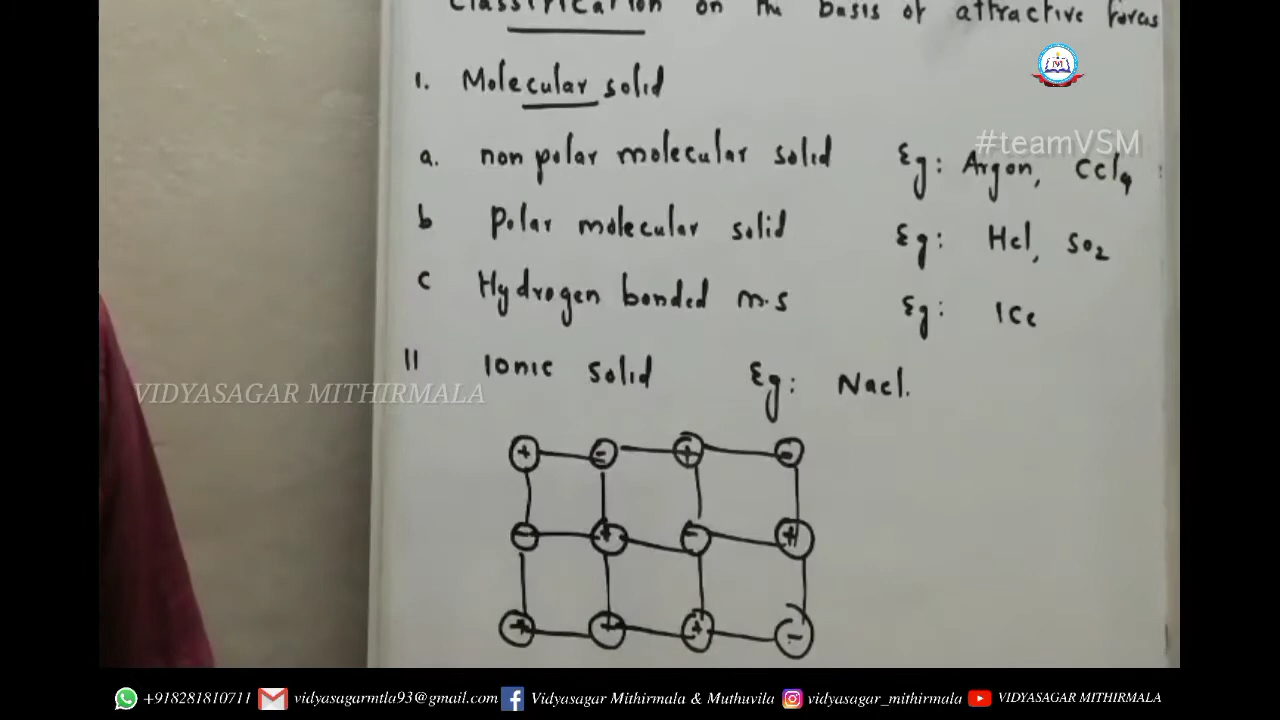 Classification on the basis of attractive forces
1. Molecular solid
#teamVSM
a. non polar molecular solid Eg: Argon, CCl4
b Polar molecular solid Eg: Hcl, SO2
c Hydrogen bonded m.s Eg: Ice
II Ionic solid Eg: Nacl.
VIDYASAGAR MITHIRMALA
+ - + -
- + - +
+ - + -
+918281810711 vidyasagarmtla93@gmail.com Vidyasagar Mithirmala & Muthuvila vidyasagar_mithirmala VIDYASAGAR MITHIRMALA